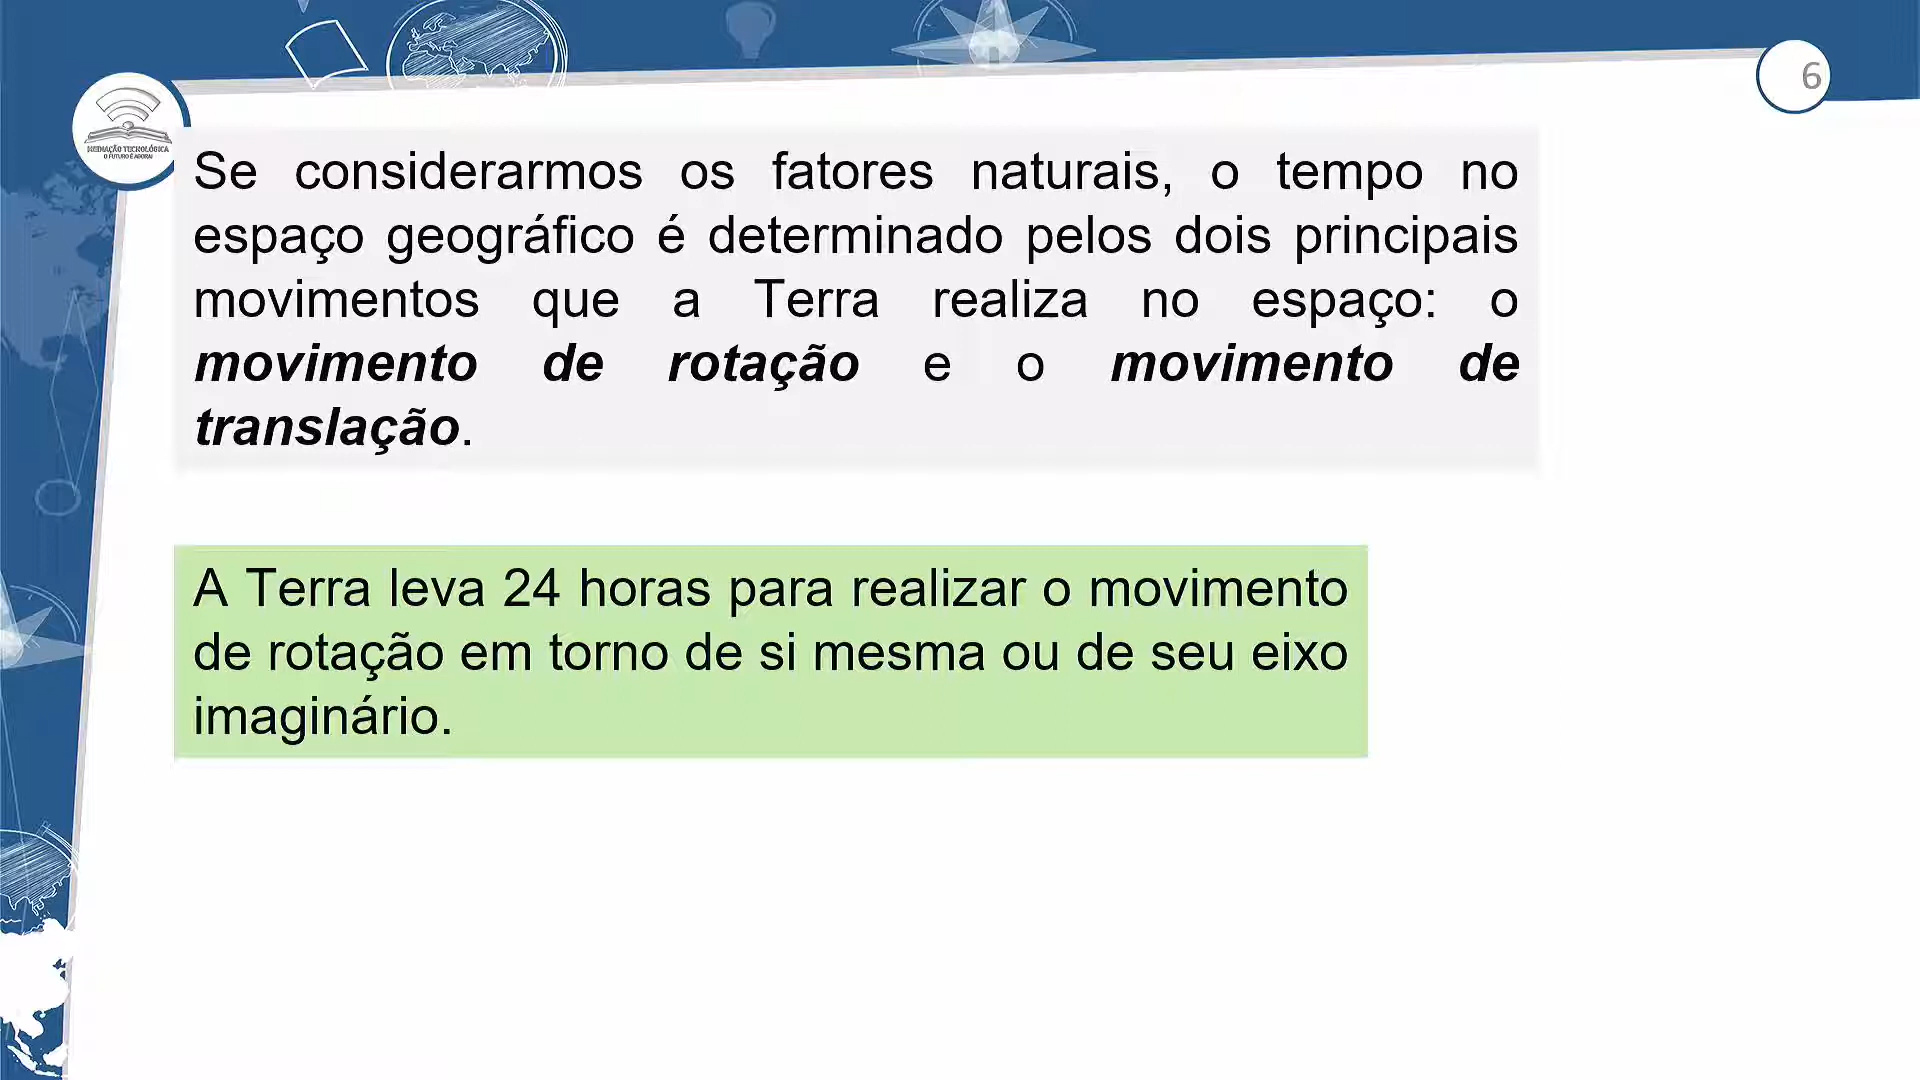 6
MEDIAÇÃO TECNOLÓGICA
O FUTURO É AGORA!
Se considerarmos os fatores naturais, o tempo no
espaço geográfico é determinado pelos dois principais
movimentos que a Terra realiza no espaço: o
movimento de rotação e o movimento de
translação.
A Terra leva 24 horas para realizar o movimento
de rotação em torno de si mesma ou de seu eixo
imaginário.